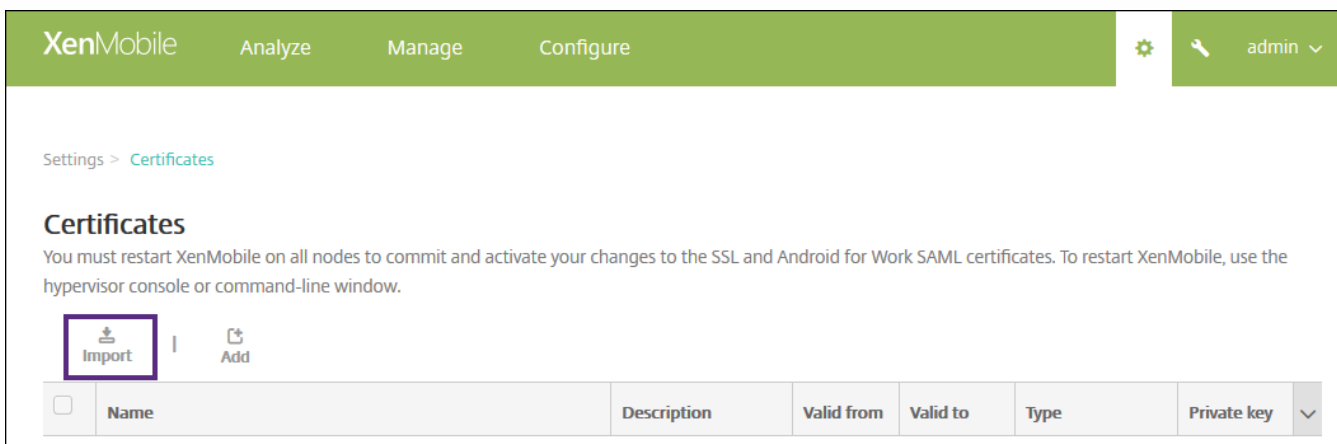 XenMobile Analyze Manage Configure admin
Settings > Certificates
Certificates
You must restart XenMobile on all nodes to commit and activate your changes to the SSL and Android for Work SAML certificates. To restart XenMobile, use the
hypervisor console or command-line window.
Import | Add
Name Description Valid from Valid to Type Private key